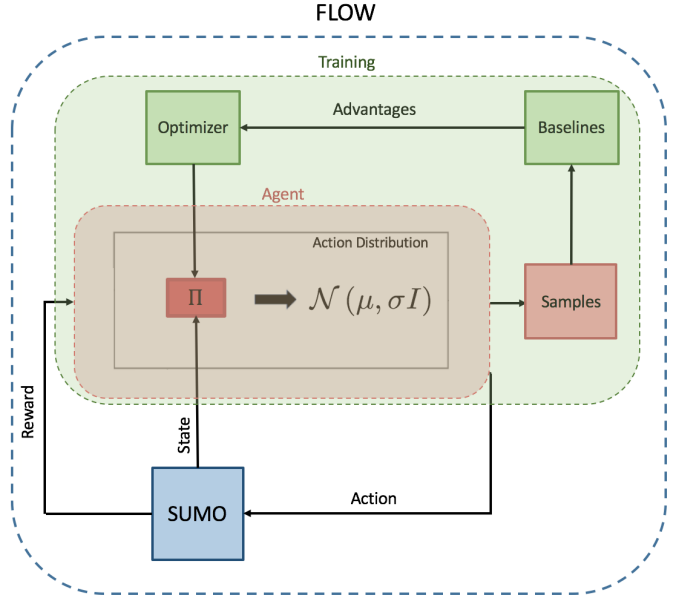 FLOW
Training
Optimizer
Advantages
Baselines
Agent
Action Distribution
Π
𝒩 (μ, σI)
Samples
Reward
State
SUMO
Action